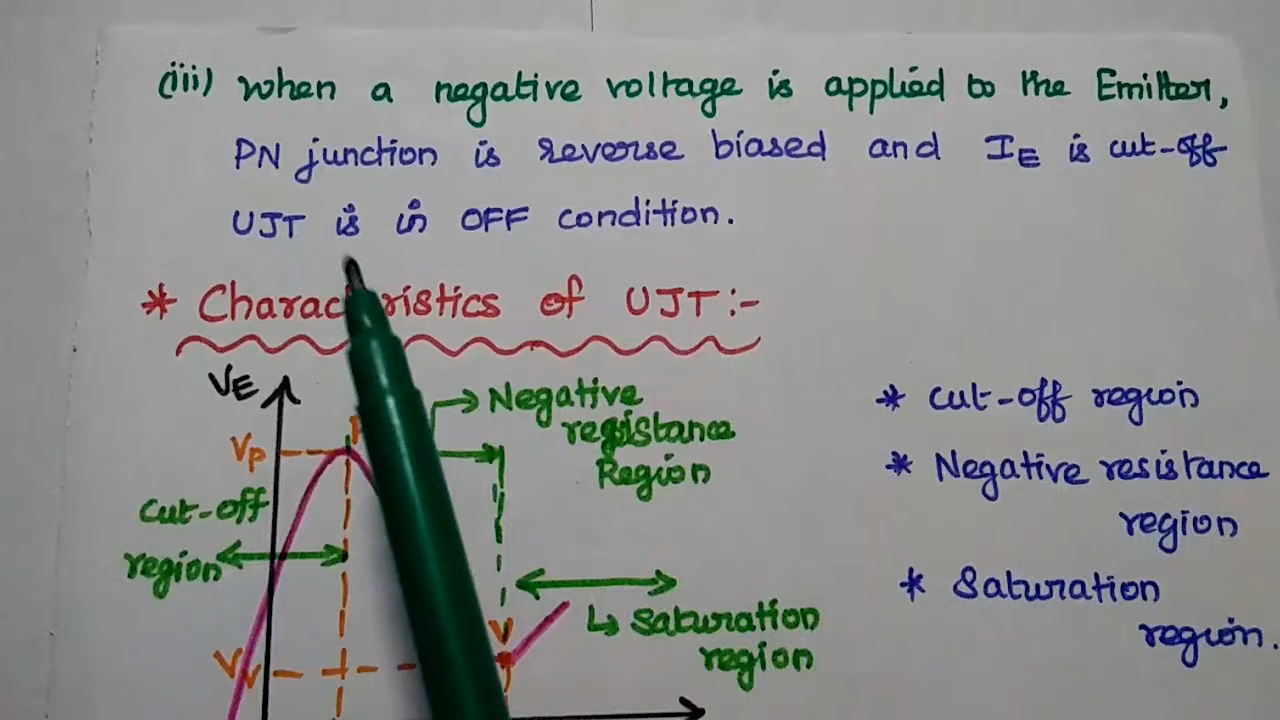 (iii) when a negative voltage is applied to the Emitter,
PN junction is reverse biased and IE is cut-off
UJT is in OFF condition.
* Characteristics of UJT:-
VE
Negative
resistance
Region
Vp
Cut-off
region
Saturation
region
V
Vv
* Cut-off region
* Negative resistance
region
* Saturation
region.